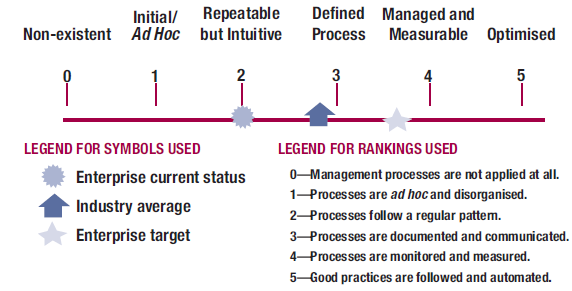 Non-existent
Initial/
Ad Hoc
Repeatable
but Intuitive
Defined
Process
Managed and
Measurable
Optimised
0 1 2 3 4 5
LEGEND FOR SYMBOLS USED
Enterprise current status
Industry average
Enterprise target
LEGEND FOR RANKINGS USED
0—Management processes are not applied at all.
1—Processes are ad hoc and disorganised.
2—Processes follow a regular pattern.
3—Processes are documented and communicated.
4—Processes are monitored and measured.
5—Good practices are followed and automated.